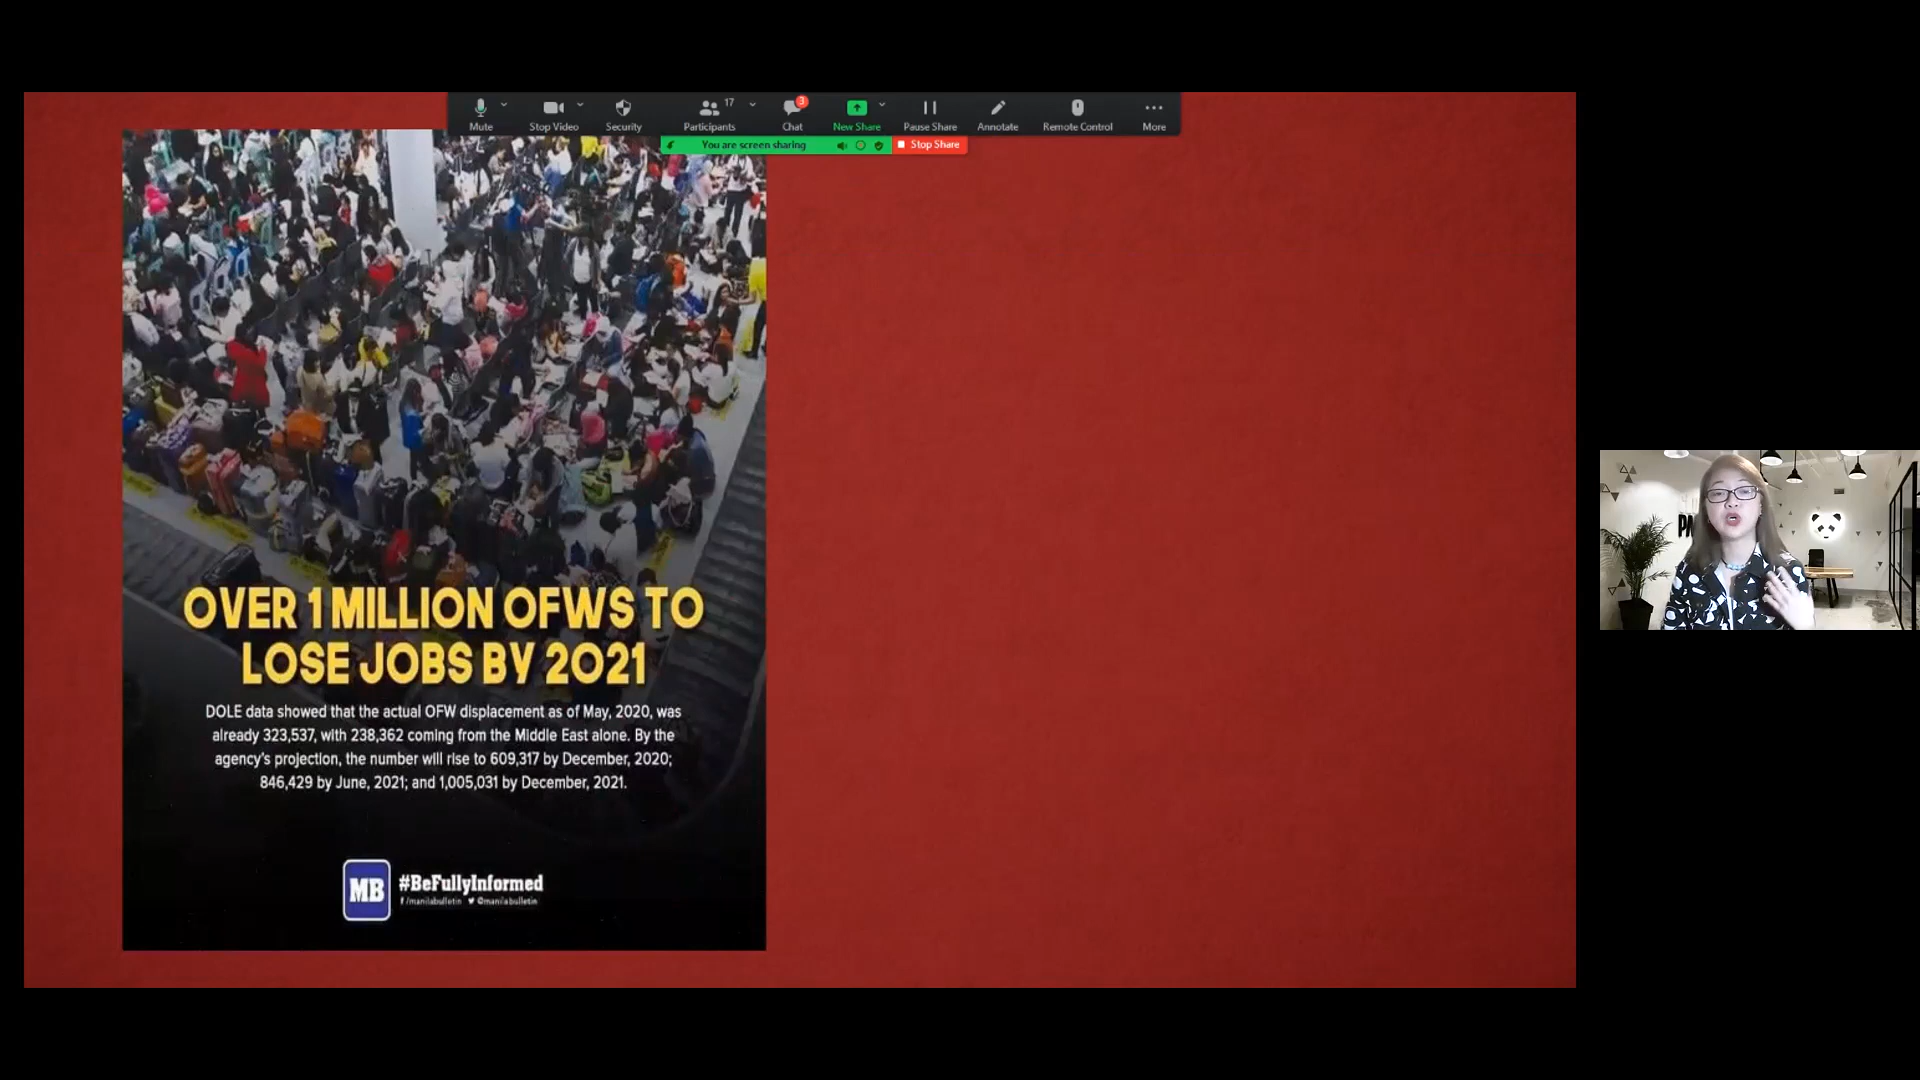 17
3
Mute
Stop Video
Security
Participants
Chat
New Share
Pause Share
Annotate
Remote Control
More
You are screen sharing
Stop Share
OVER 1 MILLION OFWS TO
LOSE JOBS BY 2021
DOLE data showed that the actual OFW displacement as of May, 2020, was
already 323,537, with 238,362 coming from the Middle East alone. By the
agency's projection, the number will rise to 609,317 by December, 2020;
846,429 by June, 2021; and 1,005,031 by December, 2021.
MB
#BeFullyInformed
f /manilabulletin @manilabulletin